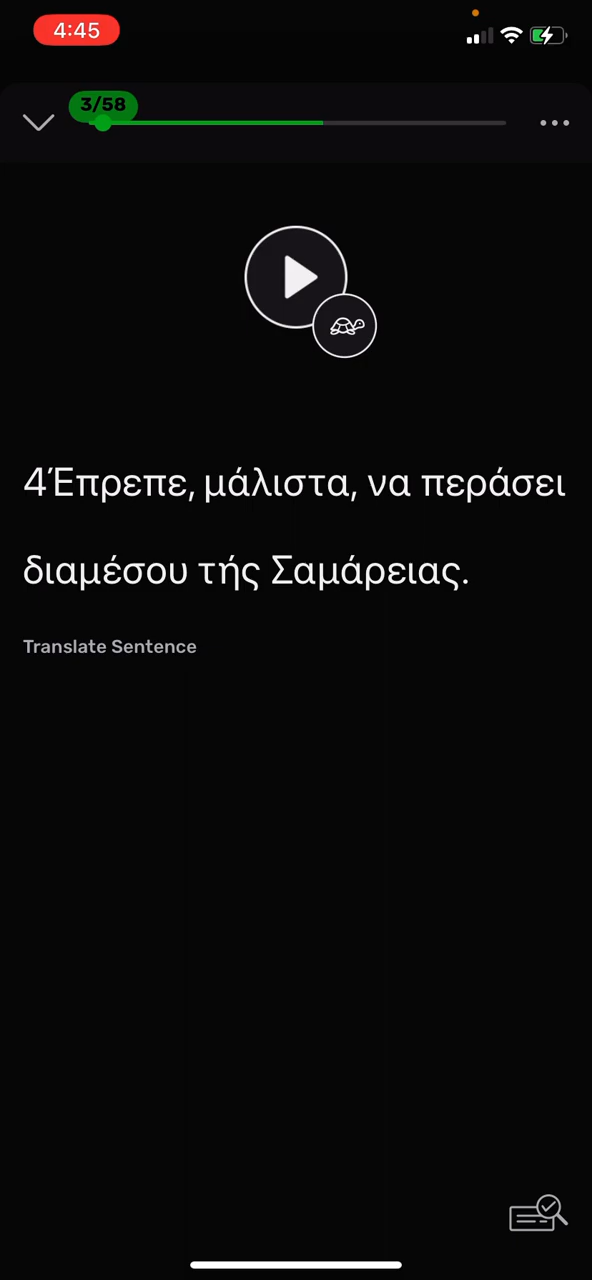 4:45
3/58
4Έπρεπε, μάλιστα, να περάσει
διαμέσου τής Σαμάρειας.
Translate Sentence